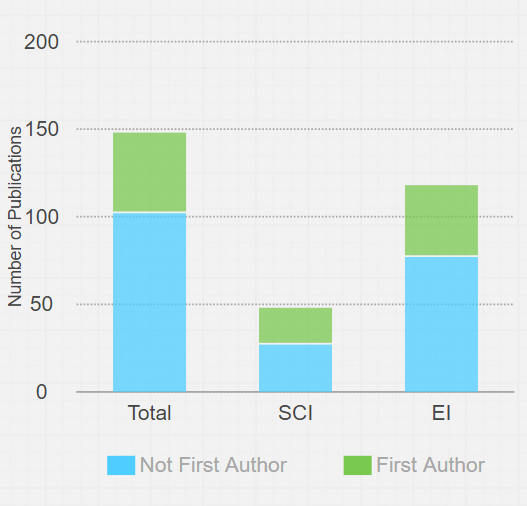 200
150
100
50
0
Number of Publications
Total SCI EI
Not First Author First Author